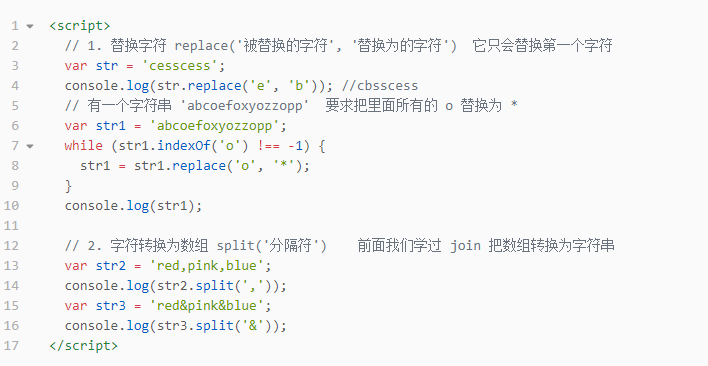 1 <script>
2 // 1. 替换字符 replace('被替换的字符', '替换为的字符')  它只会替换第一个字符
3 var str = 'cesscess';
4 console.log(str.replace('e', 'b')); //cbsscess
5 // 有一个字符串 'abcoefoxyozzopp'  要求把里面所有的 o 替换为 *
6 var str1 = 'abcoefoxyozzopp';
7 while (str1.indexOf('o') !== -1) {
8 str1 = str1.replace('o', '*');
9 }
10 console.log(str1);
11
12 // 2. 字符转换为数组 split('分隔符')    前面我们学过 join 把数组转换为字符串
13 var str2 = 'red,pink,blue';
14 console.log(str2.split(','));
15 var str3 = 'red&pink&blue';
16 console.log(str3.split('&'));
17 </script>